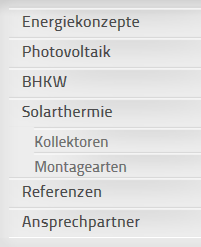 Energiekonzepte
Photovoltaik
BHKW
Solarthermie
Kollektoren
Montagearten
Referenzen
Ansprechpartner